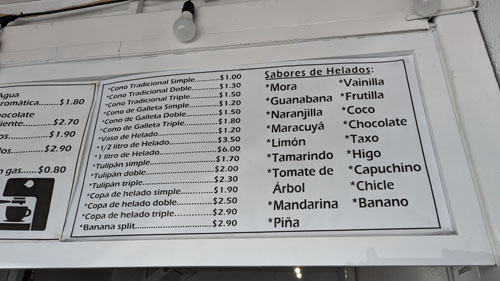 Agua
aromática......$1.80
ocolate
iente......$2.70
os......$1.90
los......$2.90
n gas......$0.80
*Cono Tradicional Simple......$1.00
*Cono Tradicional Doble......$1.30
*Cono Tradicional Triple......$1.50
*Cono de Galleta Simple......$1.20
*Cono de Galleta Doble......$1.50
*Cono de Galleta Triple......$1.80
*Vaso de Helado......$1.20
*1/2 litro de Helado......$3.50
*1 litro de Helado......$6.00
*Tulipán simple......$1.70
*Tulipán doble......$2.00
*Tulipán triple......$2.30
*Copa de helado simple......$1.90
*Copa de helado doble......$2.50
*Copa de helado triple......$2.90
*Banana split......$2.90
Sabores de Helados:
*Mora
*Guanabana
*Naranjilla
*Maracuyá
*Limón
*Tamarindo
*Tomate de
Árbol
*Mandarina
*Piña
*Vainilla
*Frutilla
*Coco
*Chocolate
*Taxo
*Higo
*Capuchino
*Chicle
*Banano